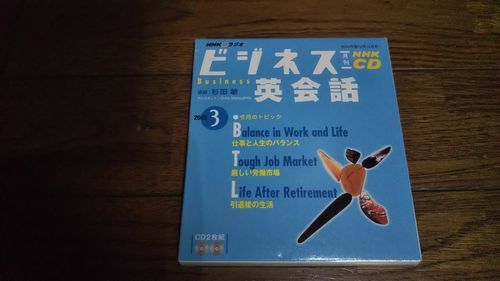 NHKラジオ
ビジネス
Business
英会話
月刊
NHK
CD
講師：杉田 敏
3
●今月のトピック
Balance in Work and Life
仕事と人生のバランス
Tough Job Market
厳しい労働市場
Life After Retirement
引退後の生活
CD2枚組